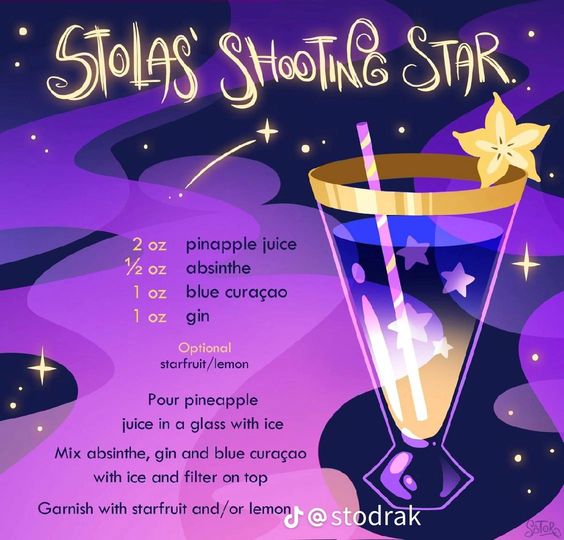 STOLAS' SHOOTING STAR.
2 oz pinapple juice
½ oz absinthe
1 oz blue curaçao
1 oz gin
Optional
starfruit/lemon
Pour pineapple
juice in a glass with ice
Mix absinthe, gin and blue curaçao
with ice and filter on top
Garnish with starfruit and/or lemon
@stodrak
SATOR